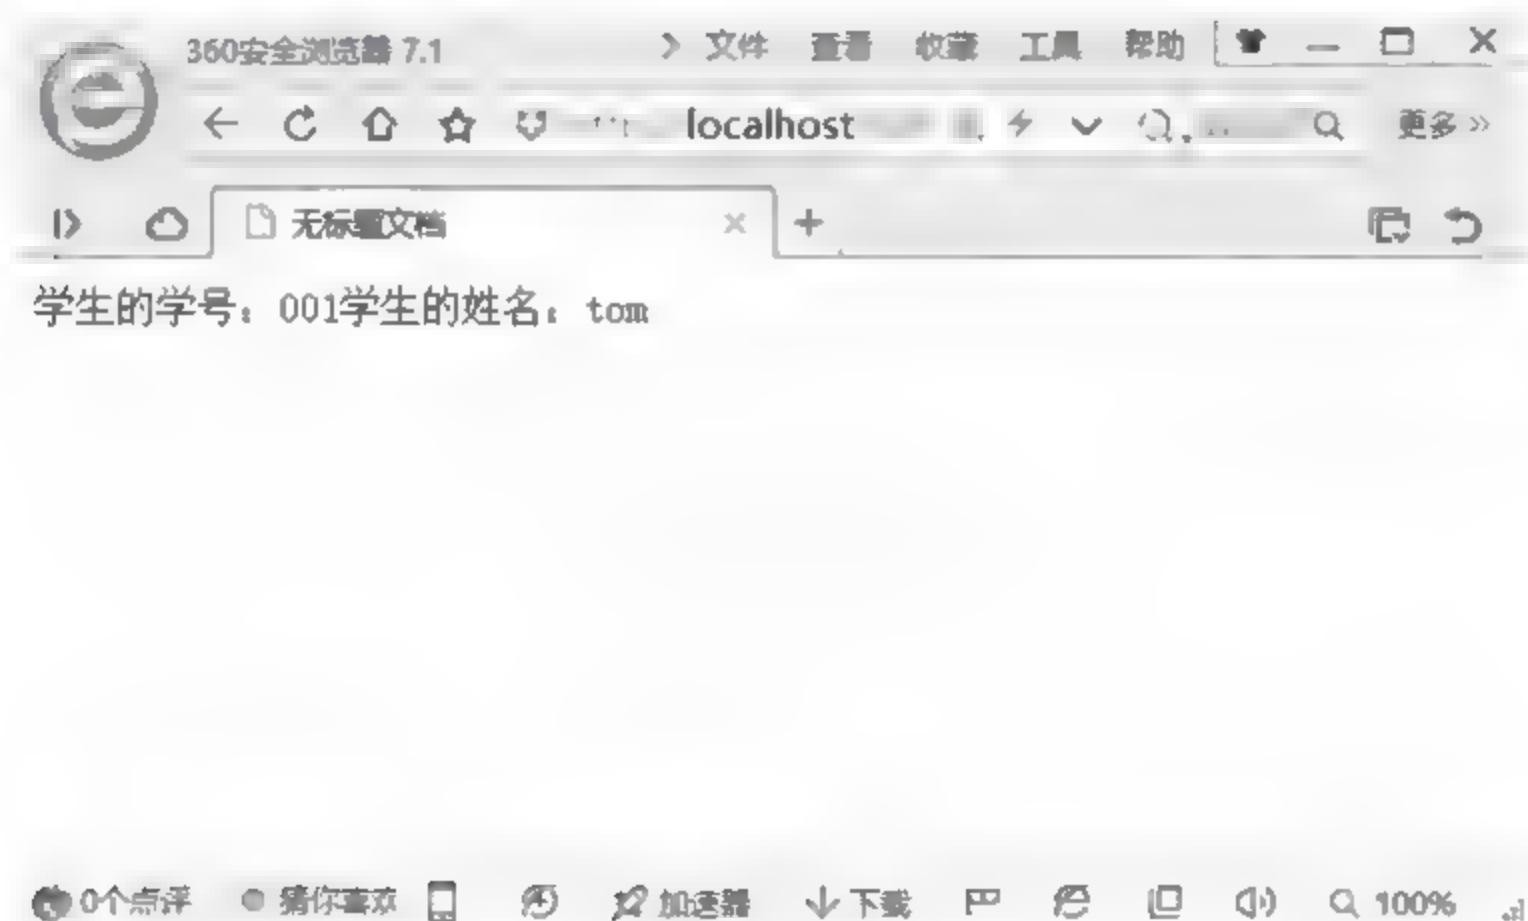 360安全浏览器 7.1 文件 查看 收藏 工具 帮助
localhost 更多 »
无标题文档
学生的学号：001学生的姓名：tom
0个点评 猜你喜欢 加速器 下载 100%